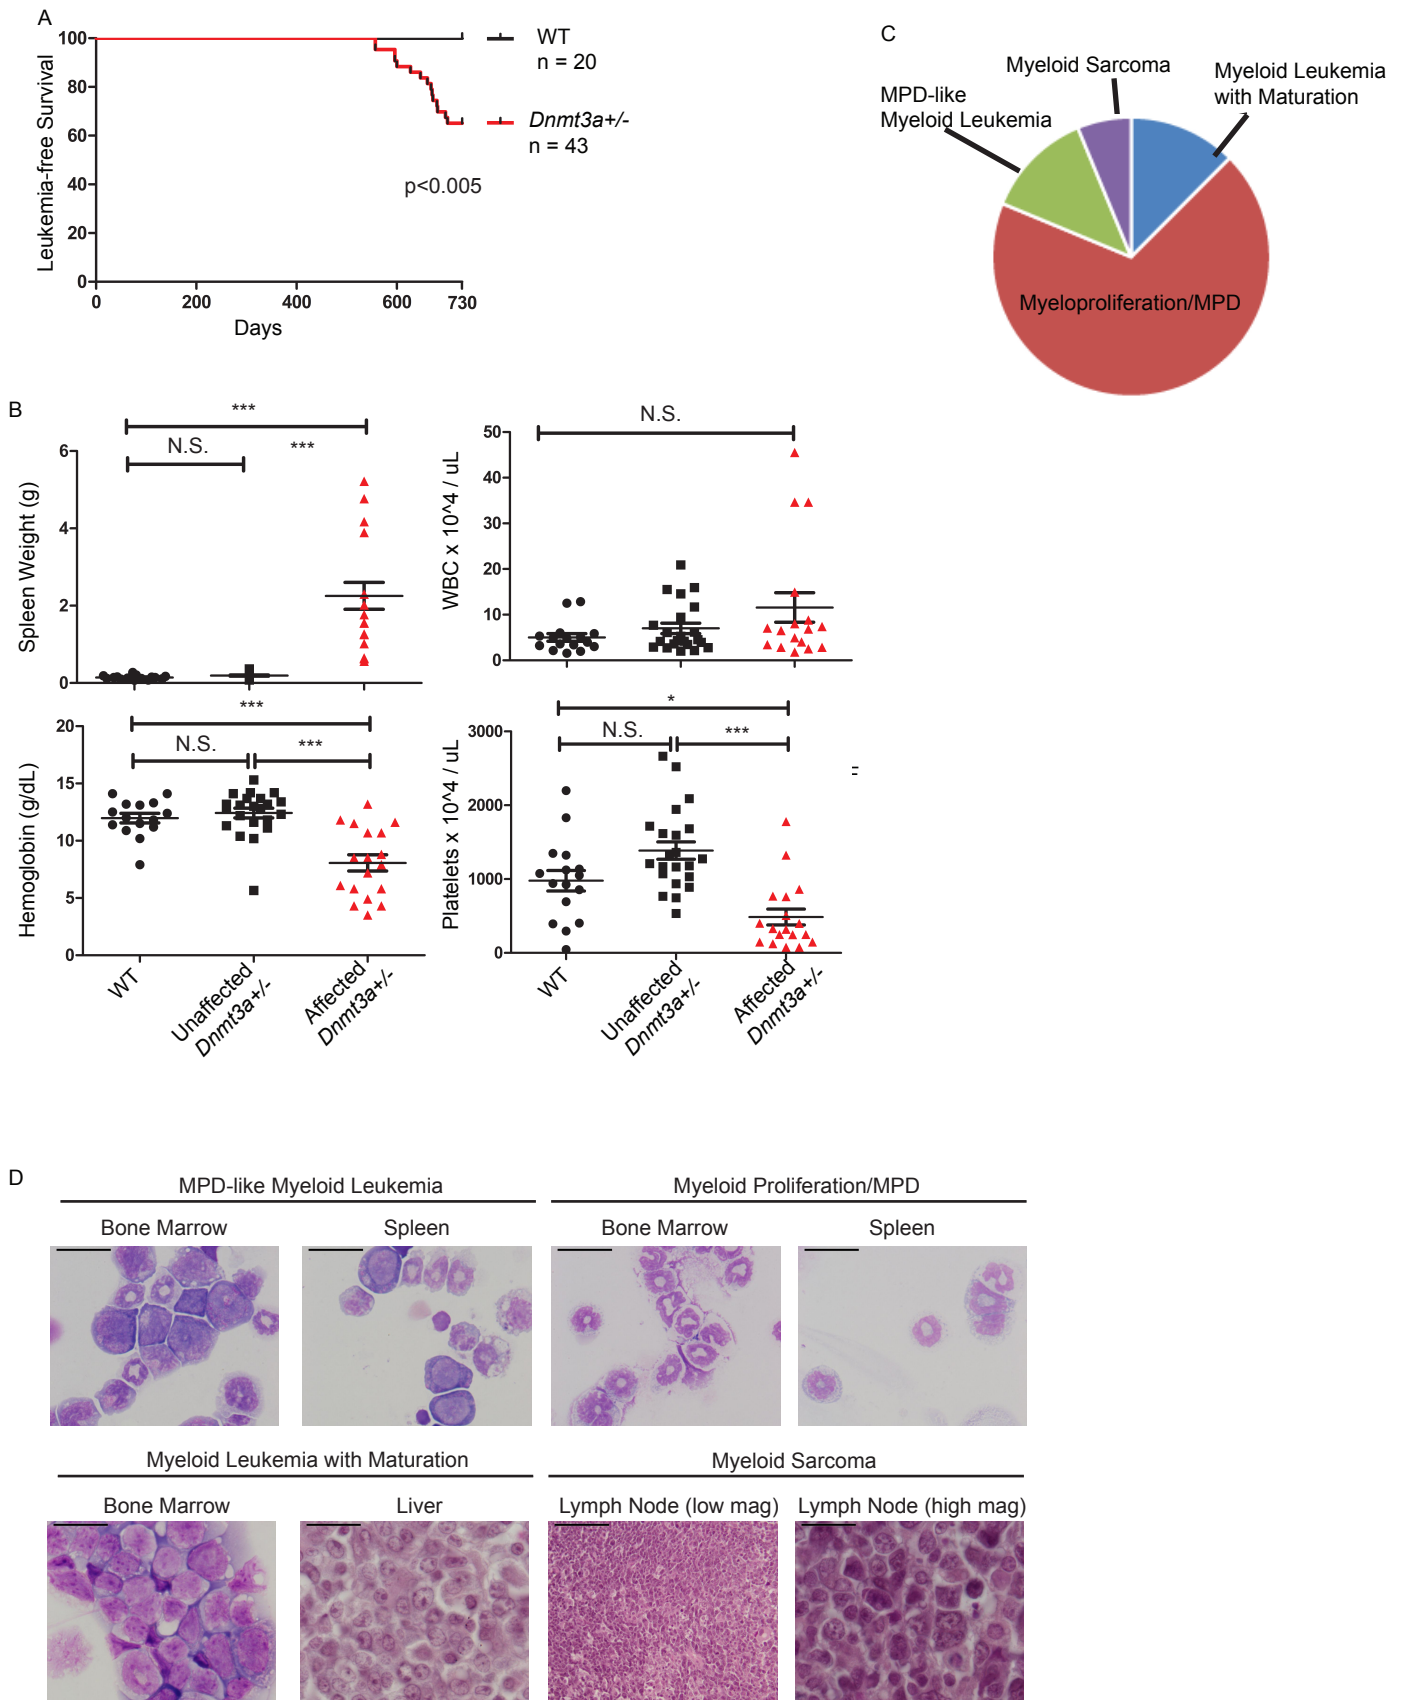 A
100
80
60
40
20
0
Leukemia-free Survival
0 200 400 600 730
Days
WT
n = 20
Dnmt3a+/-
n = 43
p<0.005
C
Myeloid Sarcoma
Myeloid Leukemia
with Maturation
MPD-like
Myeloid Leukemia
Myeloproliferation/MPD
B
***
N.S.
***
6
4
2
0
Spleen Weight (g)
N.S.
50
40
30
20
10
0
WBC x 10^4 / uL
***
N.S.
***
20
15
10
5
0
Hemoglobin (g/dL)
WT
Unaffected
Dnmt3a+/-
Affected
Dnmt3a+/-
*
N.S.
***
3000
2000
1000
0
Platelets x 10^4 / uL
WT
Unaffected
Dnmt3a+/-
Affected
Dnmt3a+/-
D
MPD-like Myeloid Leukemia
Myeloid Proliferation/MPD
Bone Marrow
Spleen
Bone Marrow
Spleen
Myeloid Leukemia with Maturation
Myeloid Sarcoma
Bone Marrow
Liver
Lymph Node (low mag)
Lymph Node (high mag)